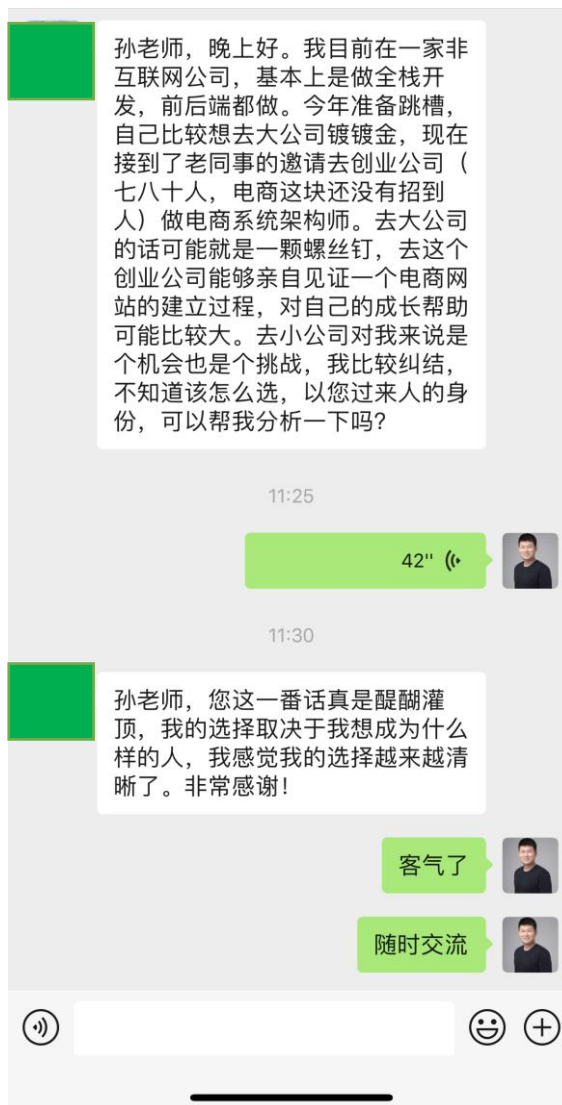 孙老师，晚上好。我目前在一家非
互联网公司，基本上是做全栈开
发，前后端都做。今年准备跳槽，
自己比较想去大公司镀镀金，现在
接到了老同事的邀请去创业公司（
七八十人，电商这块还没有招到
人）做电商系统架构师。去大公司
的话可能就是一颗螺丝钉，去这个
创业公司能够亲自见证一个电商网
站的建立过程，对自己的成长帮助
可能比较大。去小公司对我来说是
个机会也是个挑战，我比较纠结，
不知道该怎么选，以您过来人的身
份，可以帮我分析一下吗？
11:25
42"
11:30
孙老师，您这一番话真是醍醐灌
顶，我的选择取决于我想成为什么
样的人，我感觉我的选择越来越清
晰了。非常感谢！
客气了
随时交流